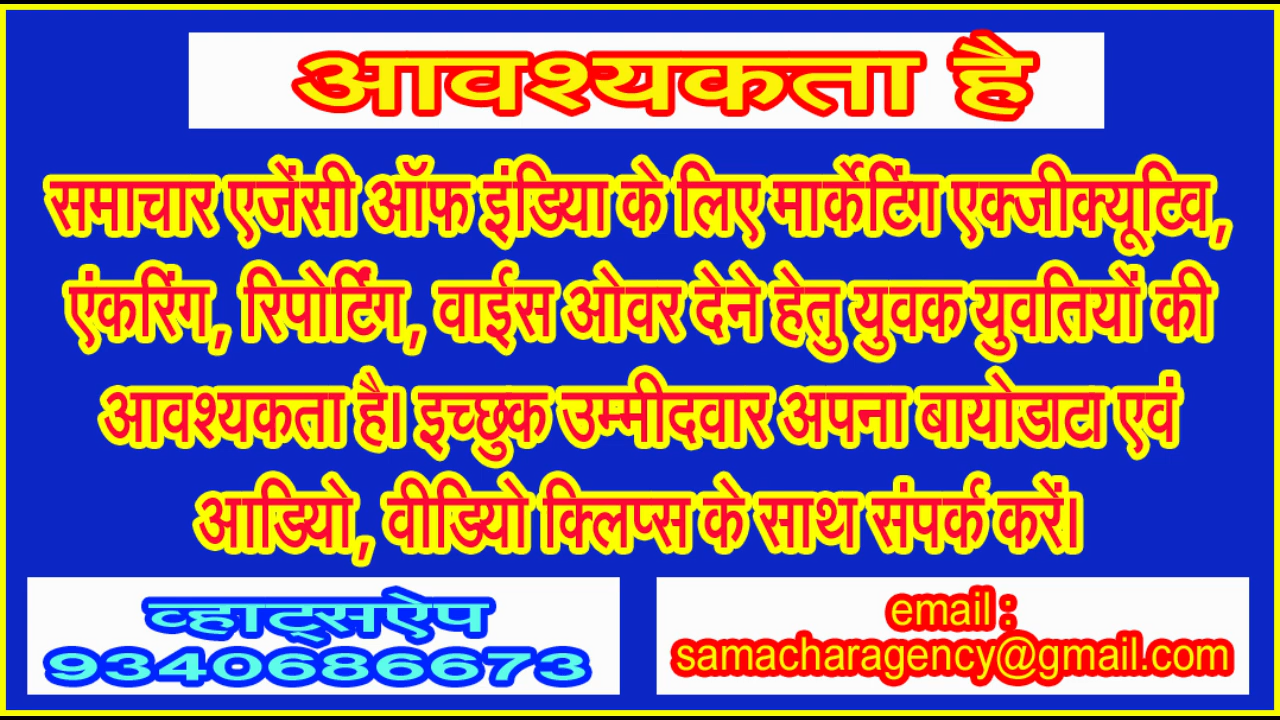 आवश्यकता है
समाचार एजेंसी ऑफ इंडिया के लिए मार्केटिंग एक्जीक्यूटिव,
एंकरिंग, रिपोर्टिंग, वाईस ओवर देने हेतु युवक युवतियों की
आवश्यकता है। इच्छुक उम्मीदवार अपना बायोडाटा एवं
आडियो, वीडियो क्लिप्स के साथ संपर्क करें।
व्हाट्सऐप
9340686673
email :
samacharagency@gmail.com